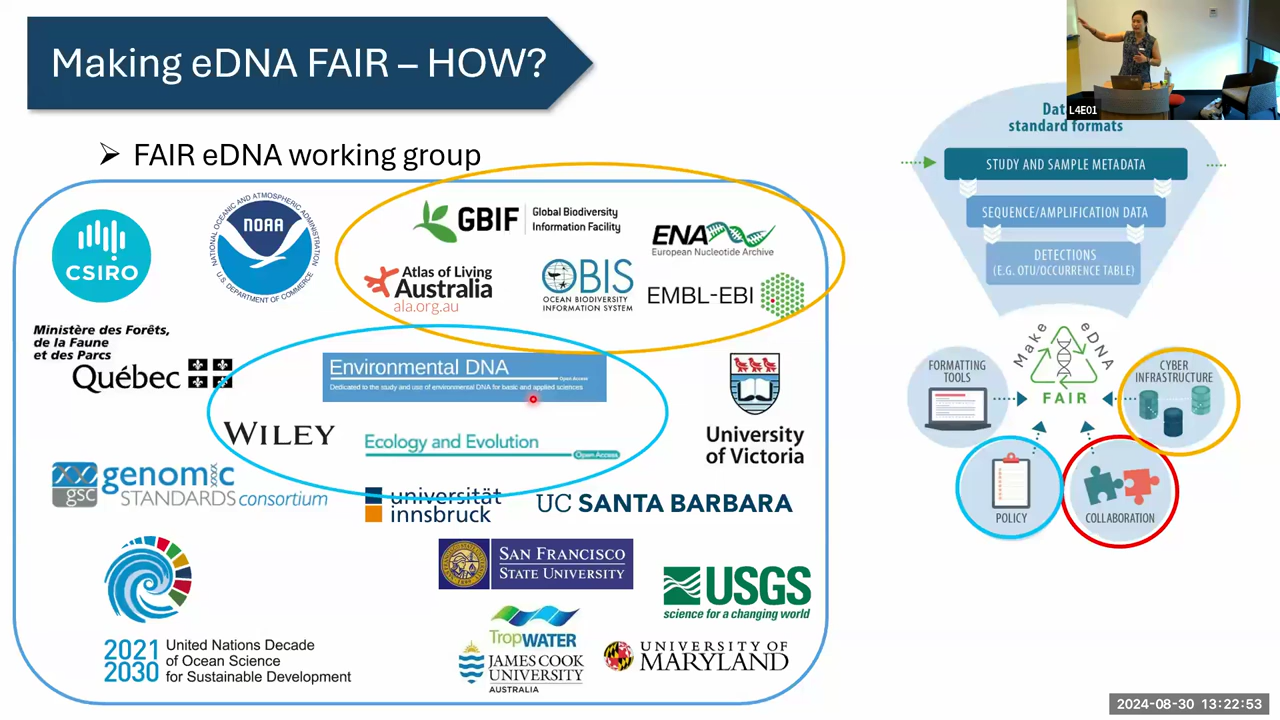 Making eDNA FAIR – HOW?
L4E01
➢ FAIR eDNA working group
CSIRO
NATIONAL OCEANIC AND ATMOSPHERIC ADMINISTRATION
NOAA
U.S. DEPARTMENT OF COMMERCE
GBIF
Global Biodiversity
Information Facility
ENA
European Nucleotide Archive
Atlas of Living
Australia
ala.org.au
OBIS
OCEAN BIODIVERSITY
INFORMATION SYSTEM
EMBL-EBI
Ministère des Forêts,
de la Faune
et des Parcs
Québec
Environmental DNA
Open Access
Dedicated to the study and use of environmental DNA for basic and applied sciences
WILEY
Ecology and Evolution
Open Access
University
of Victoria
gsc
genomic
STANDARDS consortium
universität
innsbruck
UC SANTA BARBARA
SAN FRANCISCO
STATE UNIVERSITY
USGS
science for a changing world
2021
2030
United Nations Decade
of Ocean Science
for Sustainable Development
TropWATER
JAMES COOK
UNIVERSITY
AUSTRALIA
UNIVERSITY OF
MARYLAND
standard formats
STUDY AND SAMPLE METADATA
SEQUENCE/AMPLIFICATION DATA
DETECTIONS
(E.G. OTU/OCCURRENCE TABLE)
Make eDNA
FAIR
FORMATTING
TOOLS
CYBER
INFRASTRUCTURE
POLICY
COLLABORATION
2024-08-30 13:22:53